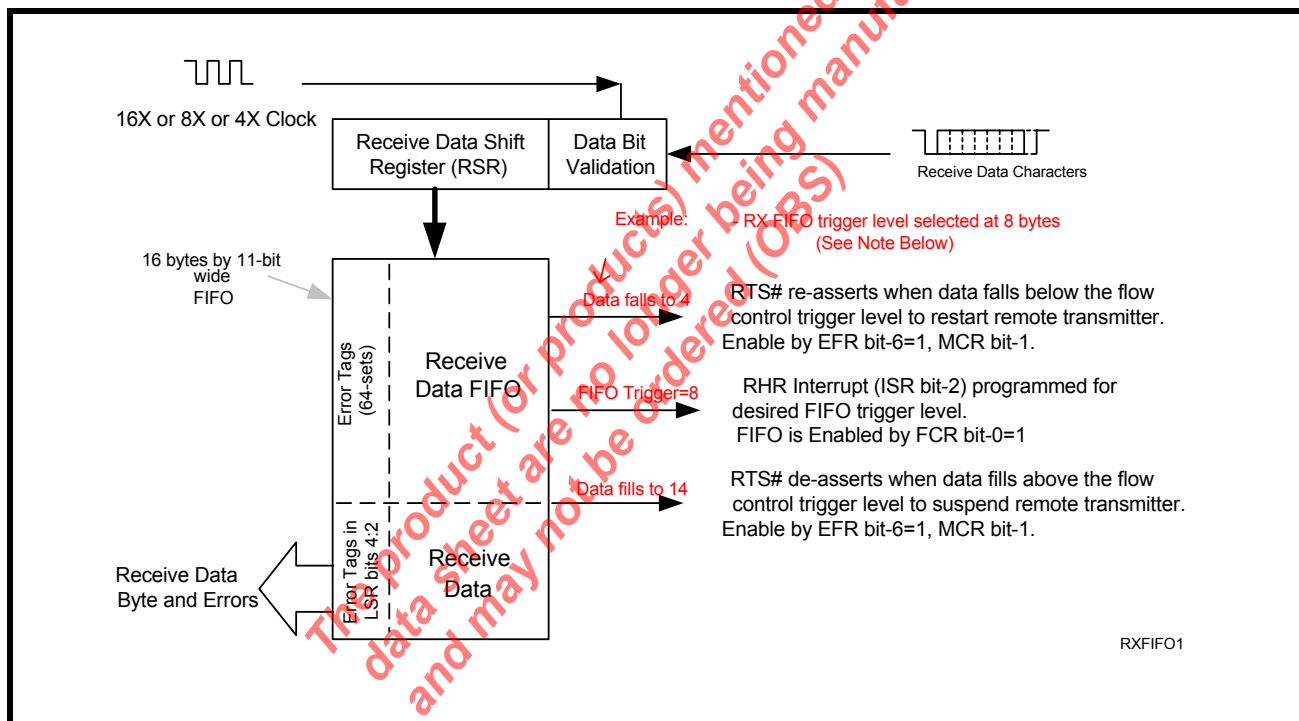 16X or 8X or 4X Clock
Receive Data Shift
Register (RSR)
Data Bit
Validation
Receive Data Characters
Example:
- RX FIFO trigger level selected at 8 bytes
(See Note Below)
16 bytes by 11-bit
wide
FIFO
Error Tags
(64-sets)
Receive
Data FIFO
Data falls to 4
RTS# re-asserts when data falls below the flow
control trigger level to restart remote transmitter.
Enable by EFR bit-6=1, MCR bit-1.
FIFO Trigger=8
RHR Interrupt (ISR bit-2) programmed for
desired FIFO trigger level.
FIFO is Enabled by FCR bit-0=1
Data fills to 14
RTS# de-asserts when data fills above the flow
control trigger level to suspend remote transmitter.
Enable by EFR bit-6=1, MCR bit-1.
Error Tags in
LSR bits 4:2
Receive
Data
Receive Data
Byte and Errors
RXFIFO1
The product (or products) mentioned
data sheet are no longer being manuf
and may not be ordered (OBS)